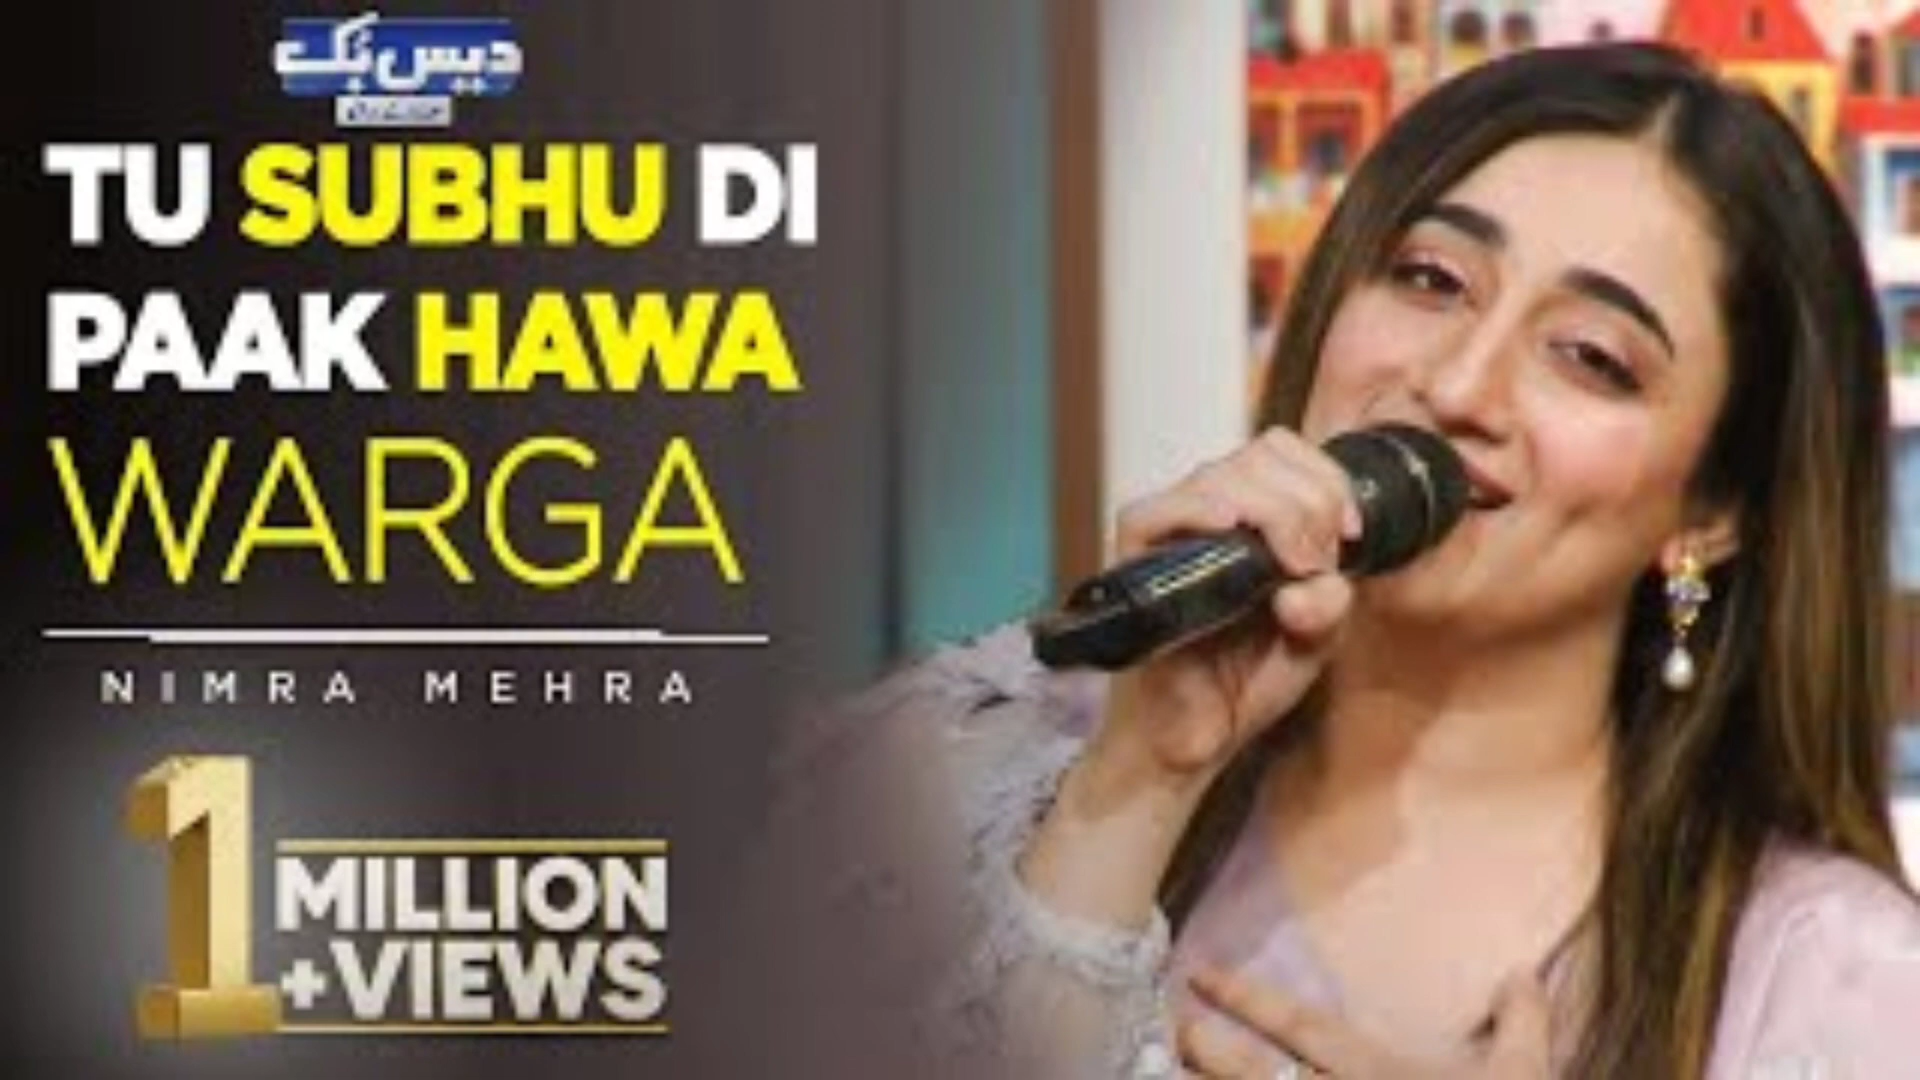 دیس بک
TU SUBHU DI
PAAK HAWA
WARGA
NIMRA MEHRA
1 MILLION
+VIEWS